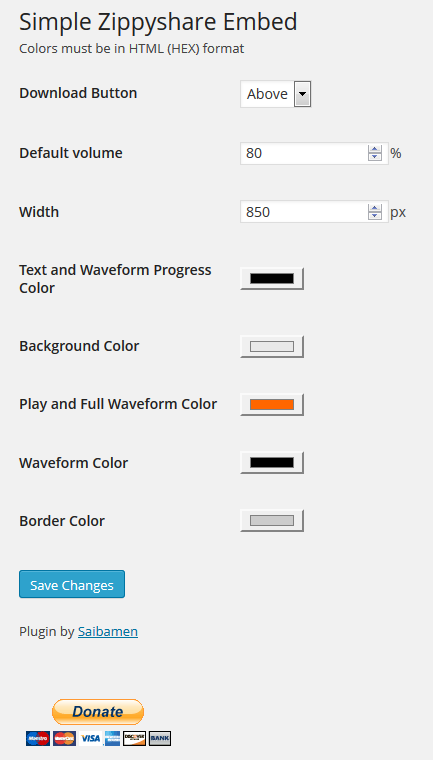 Simple Zippyshare Embed
Colors must be in HTML (HEX) format
Download Button Above
Default volume 80 %
Width 850 px
Text and Waveform Progress
Color
Background Color
Play and Full Waveform Color
Waveform Color
Border Color
Save Changes
Plugin by Saibamen
Donate
Maestro MasterCard VISA DISCOVER BANK